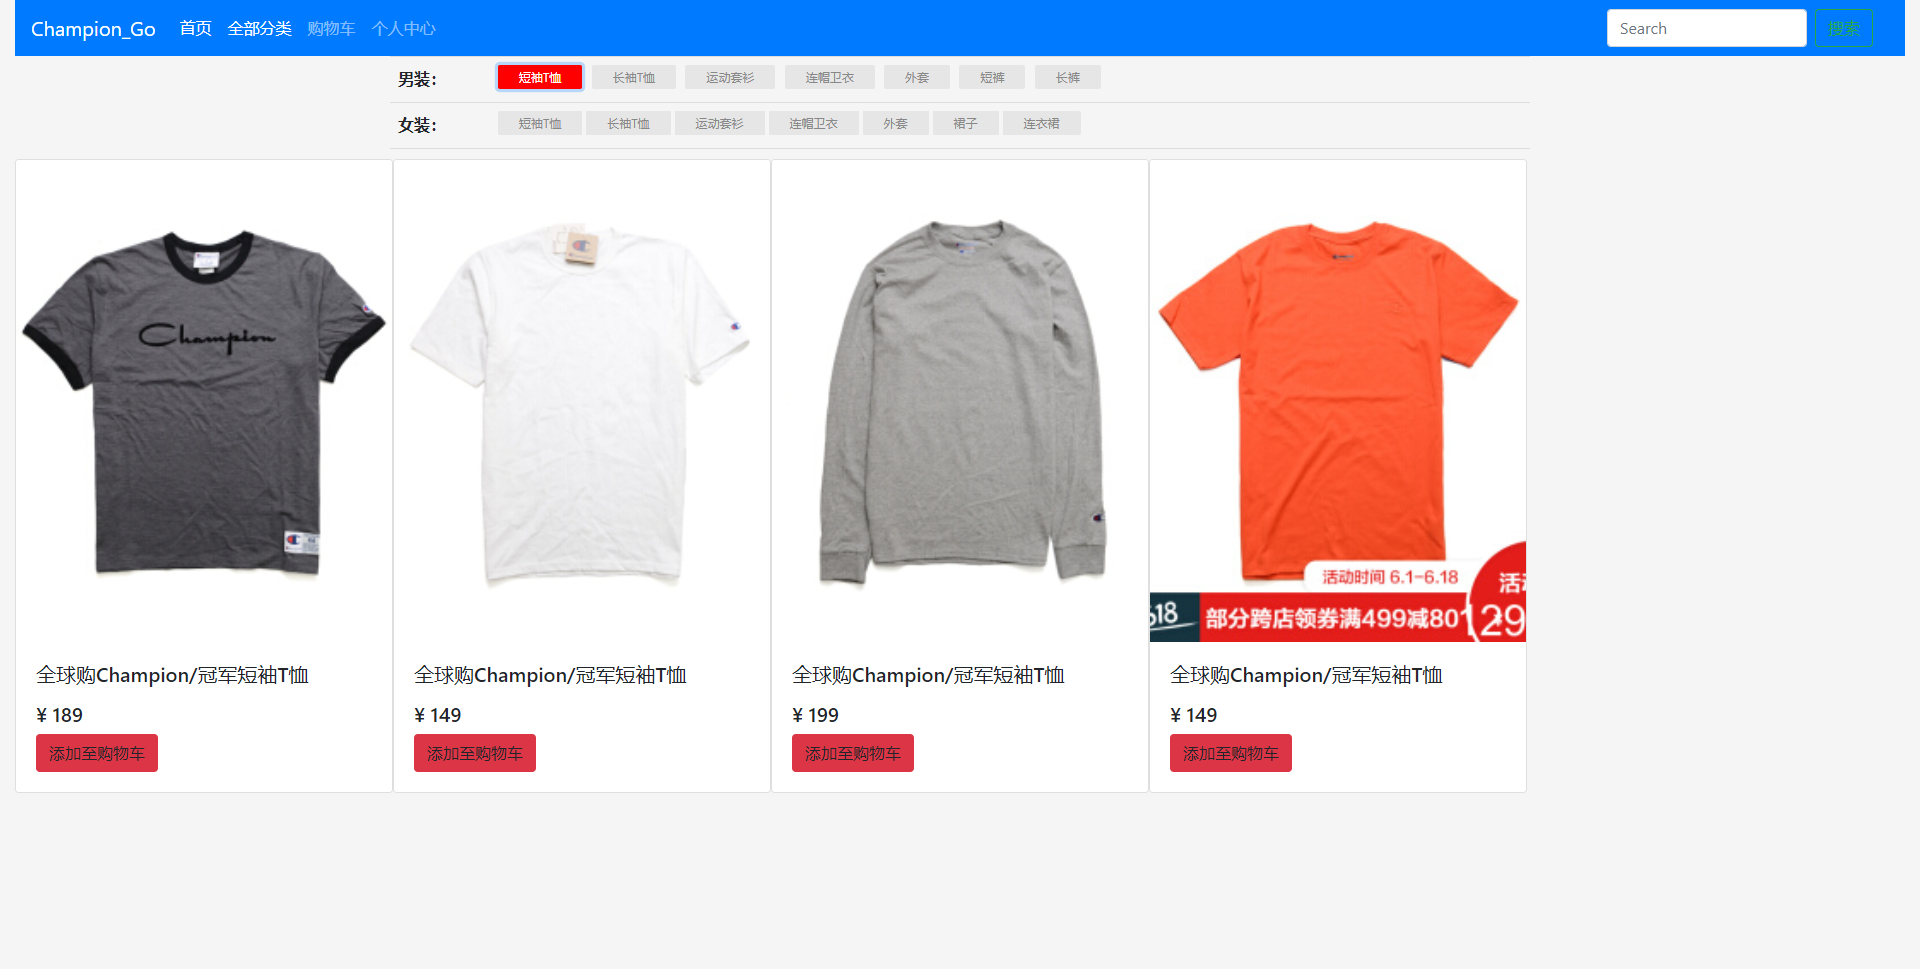 Champion_Go 首页 全部分类 购物车 个人中心 Search 搜索
男装： 短袖T恤 长袖T恤 运动套衫 连帽卫衣 外套 短裤 长裤
女装： 短袖T恤 长袖T恤 运动套衫 连帽卫衣 外套 裙子 连衣裙
Champion
活动时间 6.1-6.18
618 部分跨店领券满499减80 129
全球购Champion/冠军短袖T恤
¥ 189
添加至购物车
全球购Champion/冠军短袖T恤
¥ 149
添加至购物车
全球购Champion/冠军短袖T恤
¥ 199
添加至购物车
全球购Champion/冠军短袖T恤
¥ 149
添加至购物车